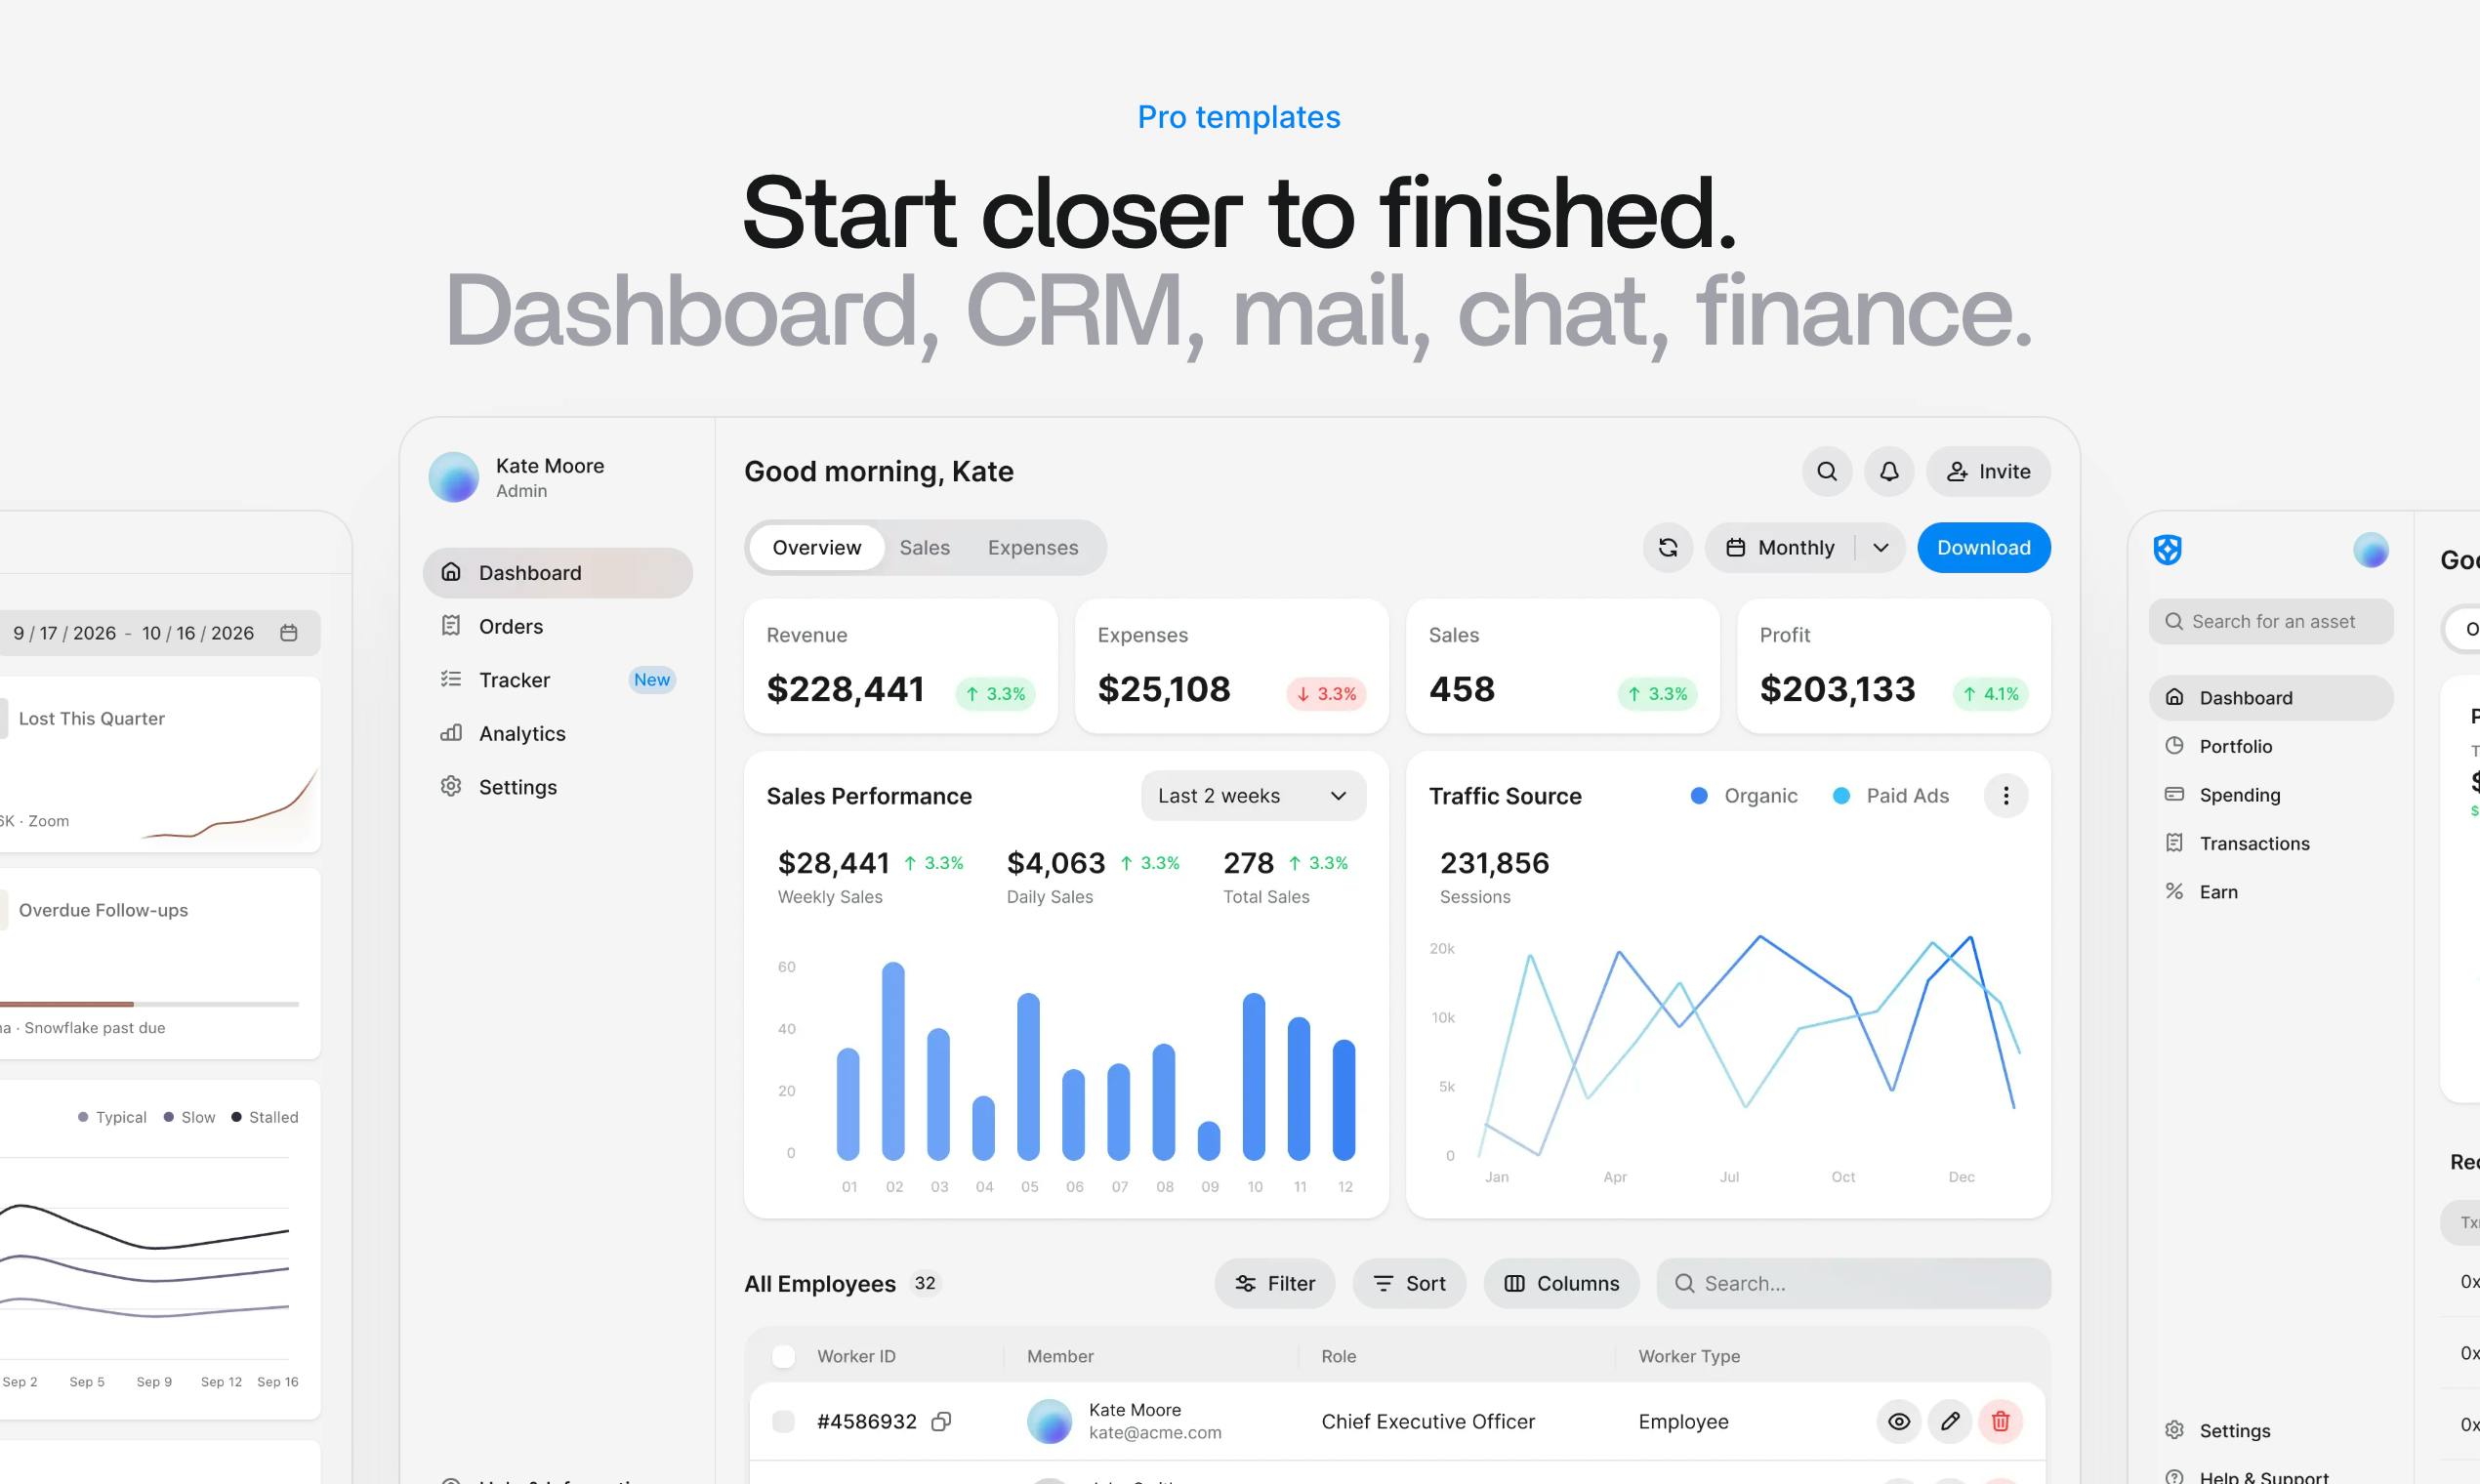 Pro templates
Start closer to finished.
Dashboard, CRM, mail, chat, finance.
9 / 17 / 2026 - 10 / 16 / 2026
Lost This Quarter
6K · Zoom
Overdue Follow-ups
· Snowflake past due
Typical Slow Stalled
Sep 2 Sep 5 Sep 9 Sep 12 Sep 16
Kate Moore
Admin
Dashboard
Orders
Tracker New
Analytics
Settings
Good morning, Kate
Invite
Overview Sales Expenses
Monthly Download
Revenue
$228,441 ↑ 3.3%
Expenses
$25,108 ↓ 3.3%
Sales
458 ↑ 3.3%
Profit
$203,133 ↑ 4.1%
Sales Performance Last 2 weeks
$28,441 ↑ 3.3% $4,063 ↑ 3.3% 278 ↑ 3.3%
Weekly Sales Daily Sales Total Sales
60
40
20
0
01 02 03 04 05 06 07 08 09 10 11 12
Traffic Source Organic Paid Ads
231,856
Sessions
20k
10k
5k
0
Jan Apr Jul Oct Dec
All Employees 32
Filter Sort Columns Search...
Worker ID Member Role Worker Type
#4586932 Kate Moore Chief Executive Officer Employee
kate@acme.com
Search for an asset
Dashboard
Portfolio
Spending
Transactions
Earn
Settings
Help & Support
Goo
Rec
Txn
0x
0x
0x